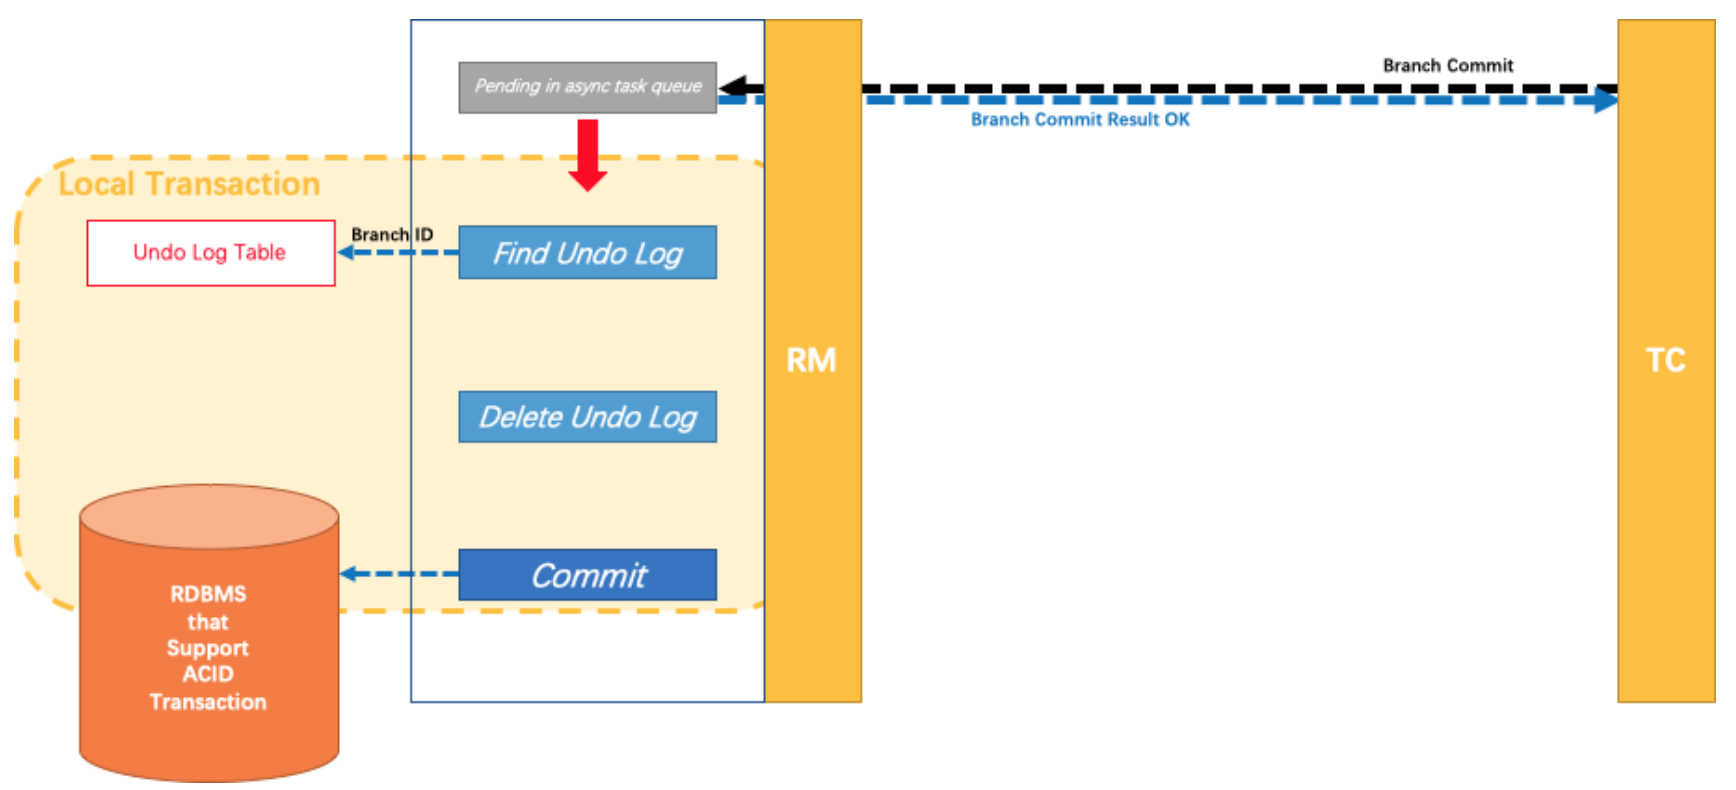 Pending in async task queue
Branch Commit
Branch Commit Result OK
Local Transaction
Undo Log Table
Branch ID
Find Undo Log
RM
TC
Delete Undo Log
Commit
RDBMS
that
Support
ACID
Transaction